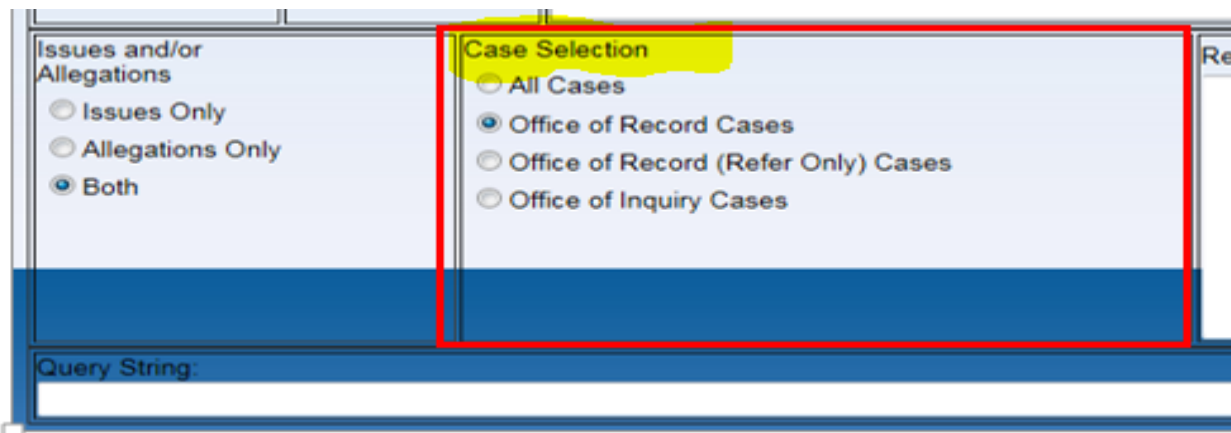 Issues and/or
Allegations
Issues Only
Allegations Only
Both
Case Selection
All Cases
Office of Record Cases
Office of Record (Refer Only) Cases
Office of Inquiry Cases
Re
Query String: